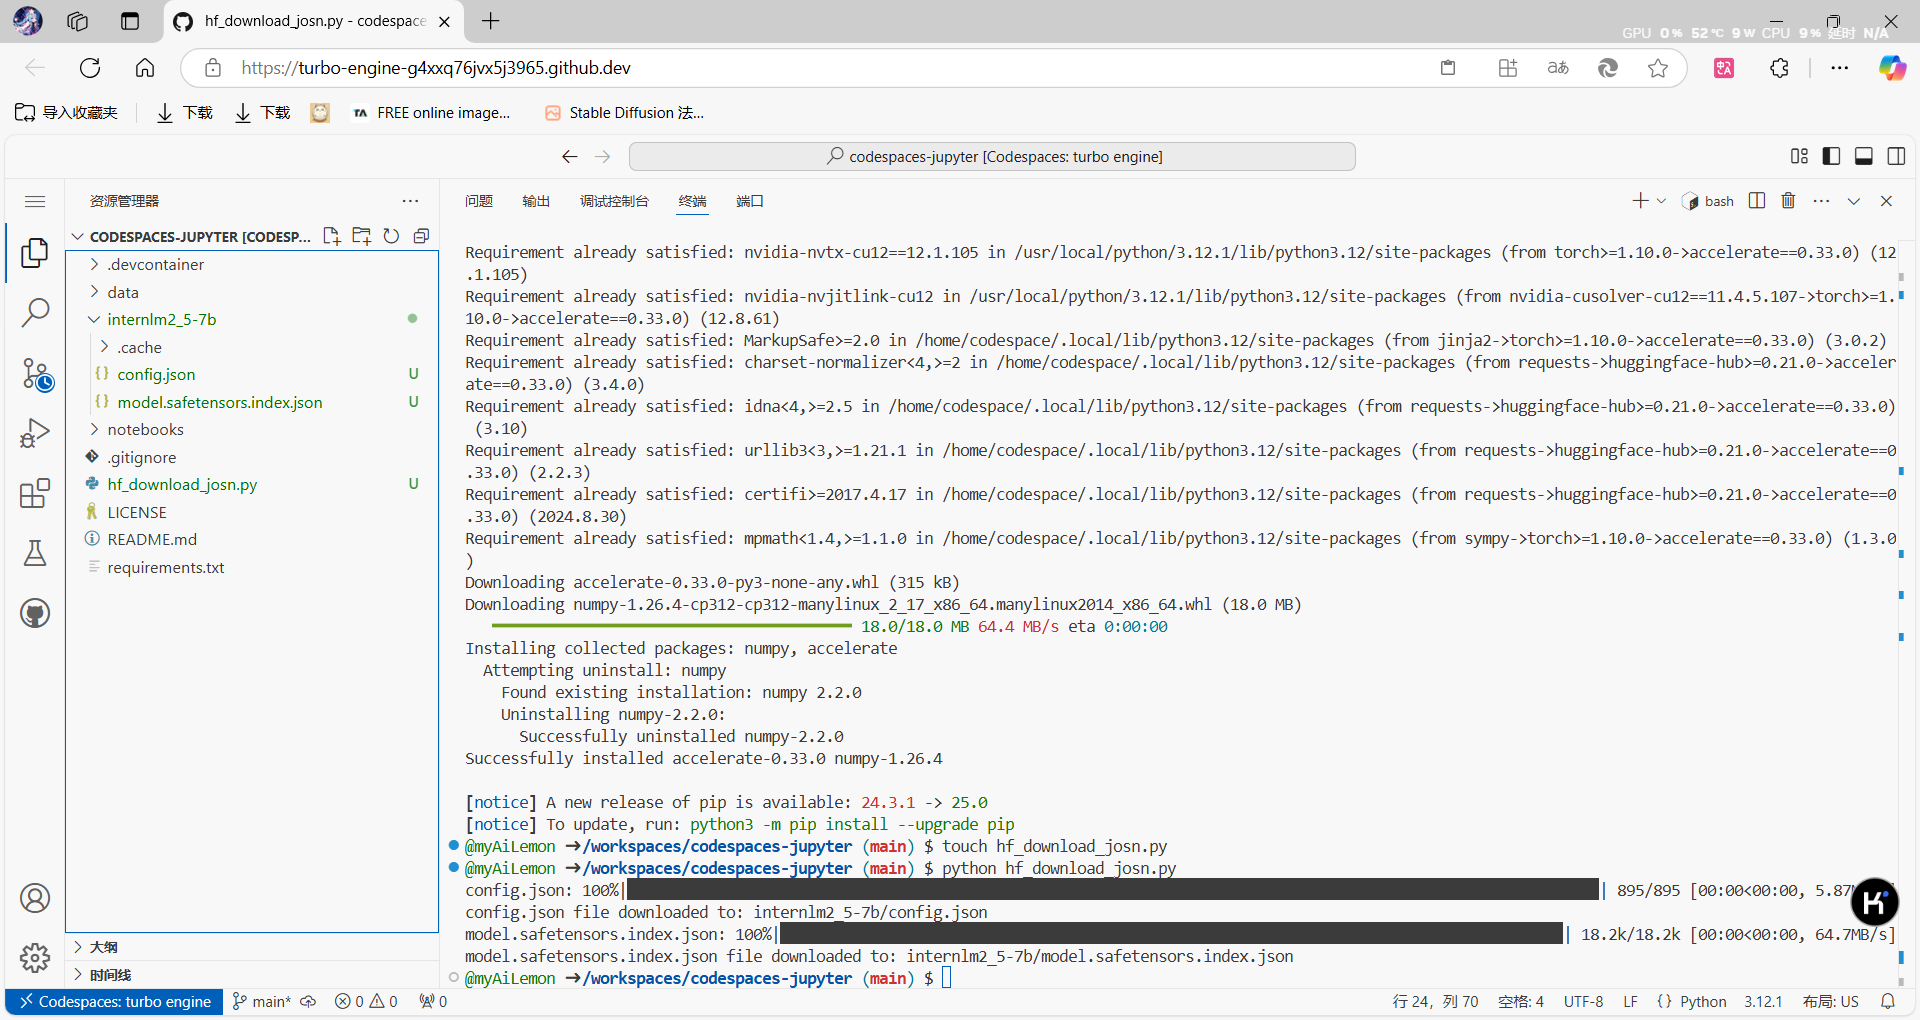 hf_download_josn.py - codespace
GPU 0% 52°C 9W CPU 9% 延时 N/A
https://turbo-engine-g4xxq76jvx5j3965.github.dev
导入收藏夹
下载
下载
TA FREE online image...
Stable Diffusion 法...
codespaces-jupyter [Codespaces: turbo engine]
资源管理器
CODESPACES-JUPYTER [CODESP...
.devcontainer
data
internlm2_5-7b
.cache
config.json U
model.safetensors.index.json U
notebooks
.gitignore
hf_download_josn.py U
LICENSE
README.md
requirements.txt
大纲
时间线
问题 输出 调试控制台 终端 端口
bash
Requirement already satisfied: nvidia-nvtx-cu12==12.1.105 in /usr/local/python/3.12.1/lib/python3.12/site-packages (from torch>=1.10.0->accelerate==0.33.0) (12
.1.105)
Requirement already satisfied: nvidia-nvjitlink-cu12 in /usr/local/python/3.12.1/lib/python3.12/site-packages (from nvidia-cusolver-cu12==11.4.5.107->torch>=1.
10.0->accelerate==0.33.0) (12.8.61)
Requirement already satisfied: MarkupSafe>=2.0 in /home/codespace/.local/lib/python3.12/site-packages (from jinja2->torch>=1.10.0->accelerate==0.33.0) (3.0.2)
Requirement already satisfied: charset-normalizer<4,>=2 in /home/codespace/.local/lib/python3.12/site-packages (from requests->huggingface-hub>=0.21.0->acceler
ate==0.33.0) (3.4.0)
Requirement already satisfied: idna<4,>=2.5 in /home/codespace/.local/lib/python3.12/site-packages (from requests->huggingface-hub>=0.21.0->accelerate==0.33.0)
(3.10)
Requirement already satisfied: urllib3<3,>=1.21.1 in /home/codespace/.local/lib/python3.12/site-packages (from requests->huggingface-hub>=0.21.0->accelerate==0
.33.0) (2.2.3)
Requirement already satisfied: certifi>=2017.4.17 in /home/codespace/.local/lib/python3.12/site-packages (from requests->huggingface-hub>=0.21.0->accelerate==0
.33.0) (2024.8.30)
Requirement already satisfied: mpmath<1.4,>=1.1.0 in /home/codespace/.local/lib/python3.12/site-packages (from sympy->torch>=1.10.0->accelerate==0.33.0) (1.3.0
)
Downloading accelerate-0.33.0-py3-none-any.whl (315 kB)
Downloading numpy-1.26.4-cp312-cp312-manylinux_2_17_x86_64.manylinux2014_x86_64.whl (18.0 MB)
18.0/18.0 MB 64.4 MB/s eta 0:00:00
Installing collected packages: numpy, accelerate
Attempting uninstall: numpy
Found existing installation: numpy 2.2.0
Uninstalling numpy-2.2.0:
Successfully uninstalled numpy-2.2.0
Successfully installed accelerate-0.33.0 numpy-1.26.4
[notice] A new release of pip is available: 24.3.1 -> 25.0
[notice] To update, run: python3 -m pip install --upgrade pip
@myAiLemon ➜/workspaces/codespaces-jupyter (main) $ touch hf_download_josn.py
@myAiLemon ➜/workspaces/codespaces-jupyter (main) $ python hf_download_josn.py
config.json: 100%| | 895/895 [00:00<00:00, 5.87
config.json file downloaded to: internlm2_5-7b/config.json
model.safetensors.index.json: 100%| | 18.2k/18.2k [00:00<00:00, 64.7MB/s]
model.safetensors.index.json file downloaded to: internlm2_5-7b/model.safetensors.index.json
@myAiLemon ➜/workspaces/codespaces-jupyter (main) $
Codespaces: turbo engine main* 0 0 0 行 24, 列 70 空格: 4 UTF-8 LF {} Python 3.12.1 布局: US